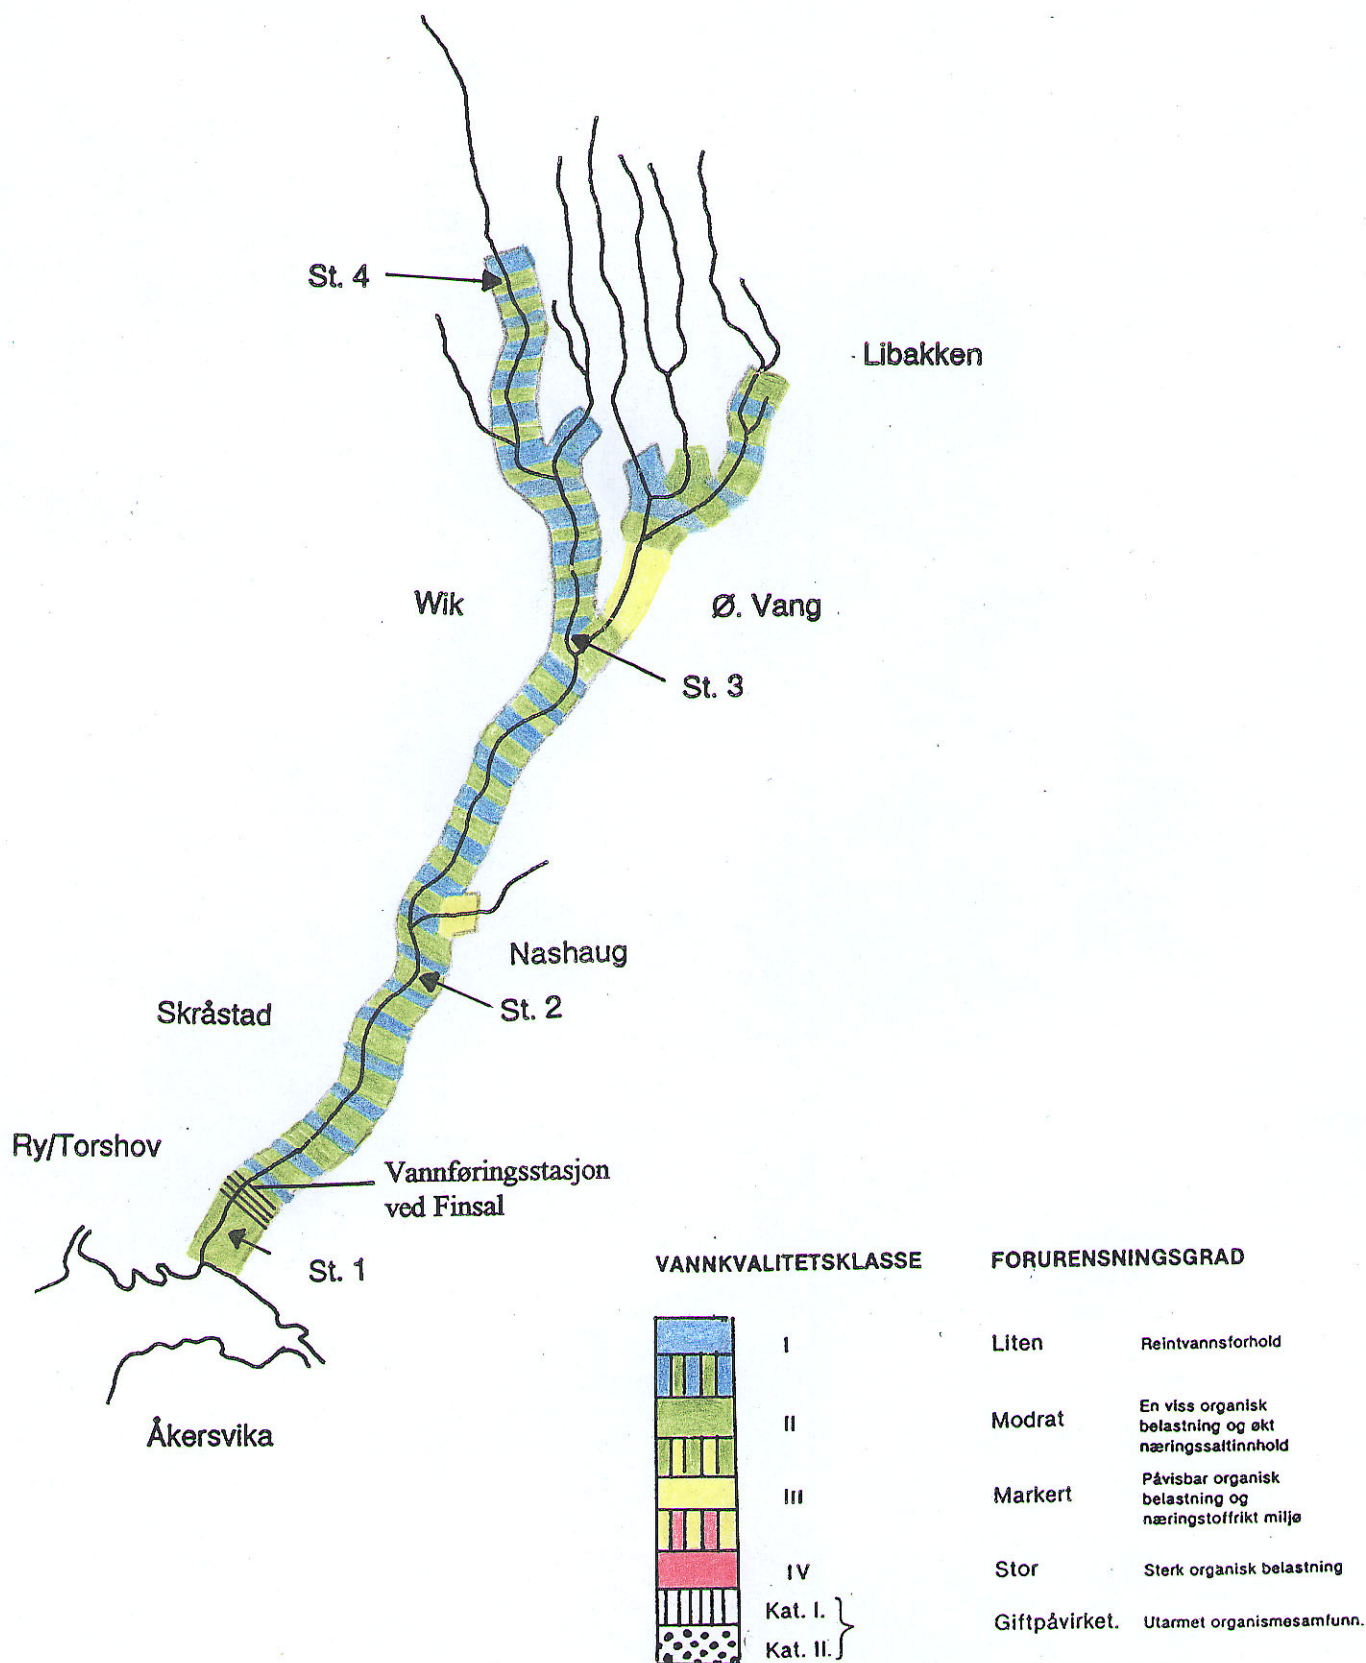 St. 4
Libakken
Wik
Ø. Vang
St. 3
Nashaug
Skråstad
St. 2
Ry/Torshov
Vannføringsstasjon
ved Finsal
St. 1
Åkersvika
VANNKVALITETSKLASSE
FORURENSNINGSGRAD
I
Liten
Reintvannsforhold
II
Modrat
En viss organisk
belastning og økt
næringssaltinnhold
III
Markert
Påvisbar organisk
belastning og
næringstoffrikt miljø
IV
Stor
Sterk organisk belastning
Kat. I.
Kat. II.
Giftpåvirket.
Utarmet organismesamfunn.